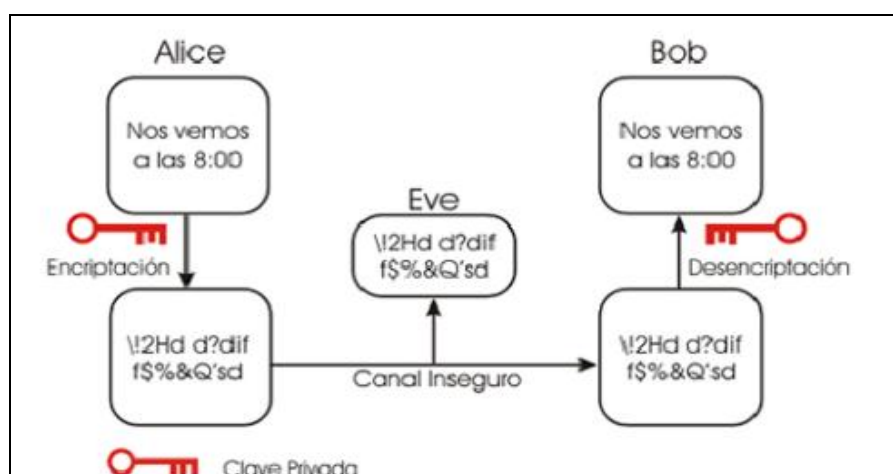 Alice
Bob
Nos vemos
a las 8:00
Nos vemos
a las 8:00
Eve
\!2Hd d?dif
f$%&Q'sd
Encriptación
Desencriptación
\!2Hd d?dif
f$%&Q'sd
\!2Hd d?dif
f$%&Q'sd
Canal Inseguro
Clave Privada